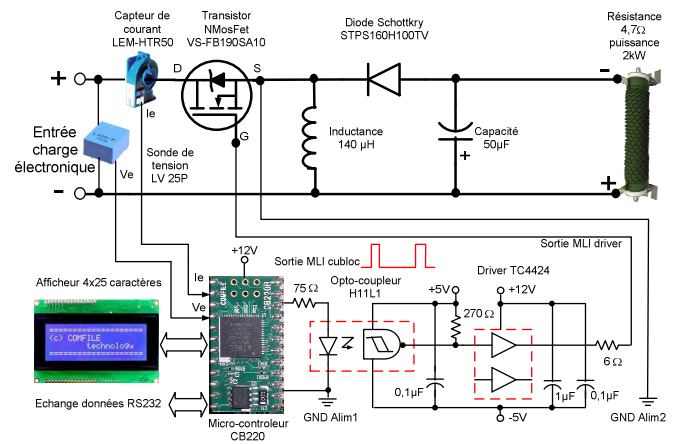 Capteur de
courant
LEM-HTR50
Transistor
NMosFet
VS-FB190SA10
Diode Schottkry
STPS160H100TV
Résistance
4,7Ω
puissance
2kW
+
D
S
-
Ie
G
Entrée
charge
électronique
Inductance
140 µH
Capacité
50µF
+
Sonde de
tension
LV 25P
Ve
-
+
Sortie MLI driver
+12V
Sortie MLI cubloc
Afficheur 4x25 caractères
Ie
75Ω
Opto-coupleur
H11L1
+5V
Driver TC4424
+12V
Ve
270Ω
(c) COMFILE
technology
6Ω
0,1µF
1µF
0,1µF
Echange données RS232
GND Alim1
-5V
GND Alim2
Micro-controleur
CB220